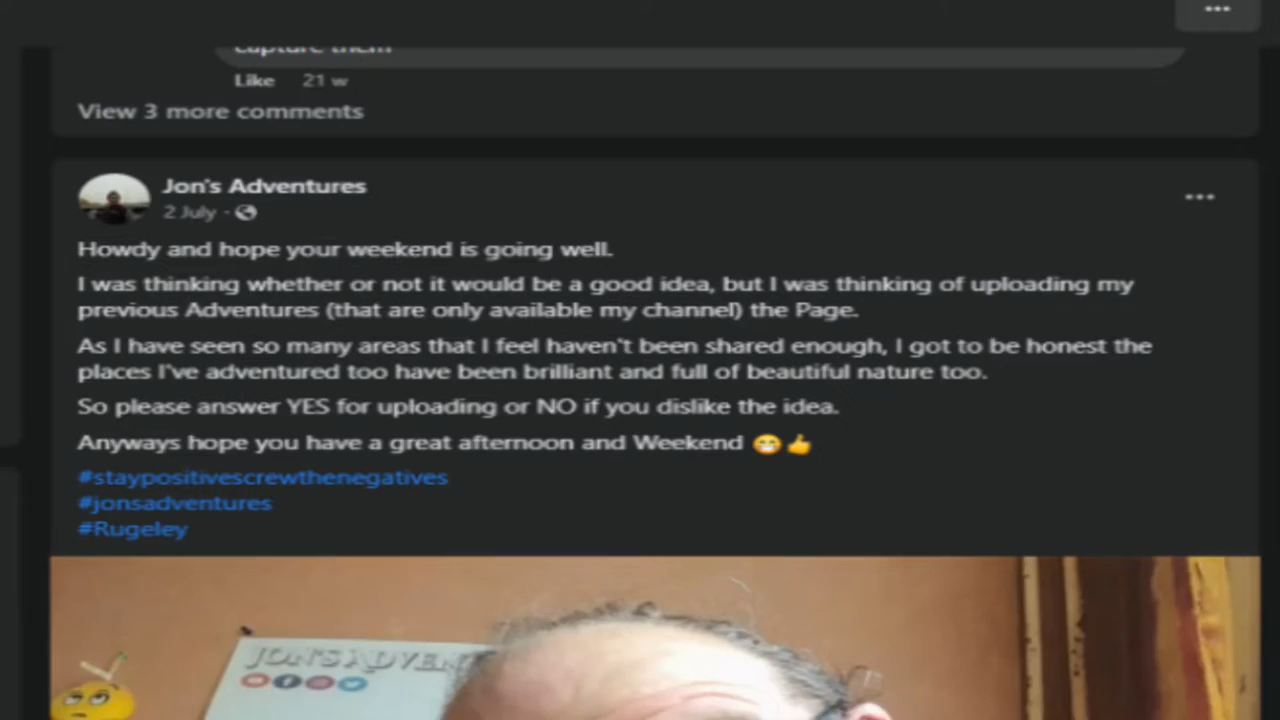 capture them
Like 21 w
View 3 more comments
Jon's Adventures
2 July ·
Howdy and hope your weekend is going well.
I was thinking whether or not it would be a good idea, but I was thinking of uploading my
previous Adventures (that are only available my channel) the Page.
As I have seen so many areas that I feel haven't been shared enough, I got to be honest the
places I've adventured too have been brilliant and full of beautiful nature too.
So please answer YES for uploading or NO if you dislike the idea.
Anyways hope you have a great afternoon and Weekend 😁👍
#staypositivescrewthenegatives
#jonsadventures
#Rugeley
JON'S ADVEN